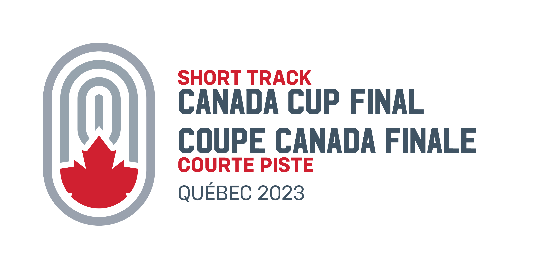 SHORT TRACK
CANADA CUP FINAL
COUPE CANADA FINALE
COURTE PISTE
QUÉBEC 2023